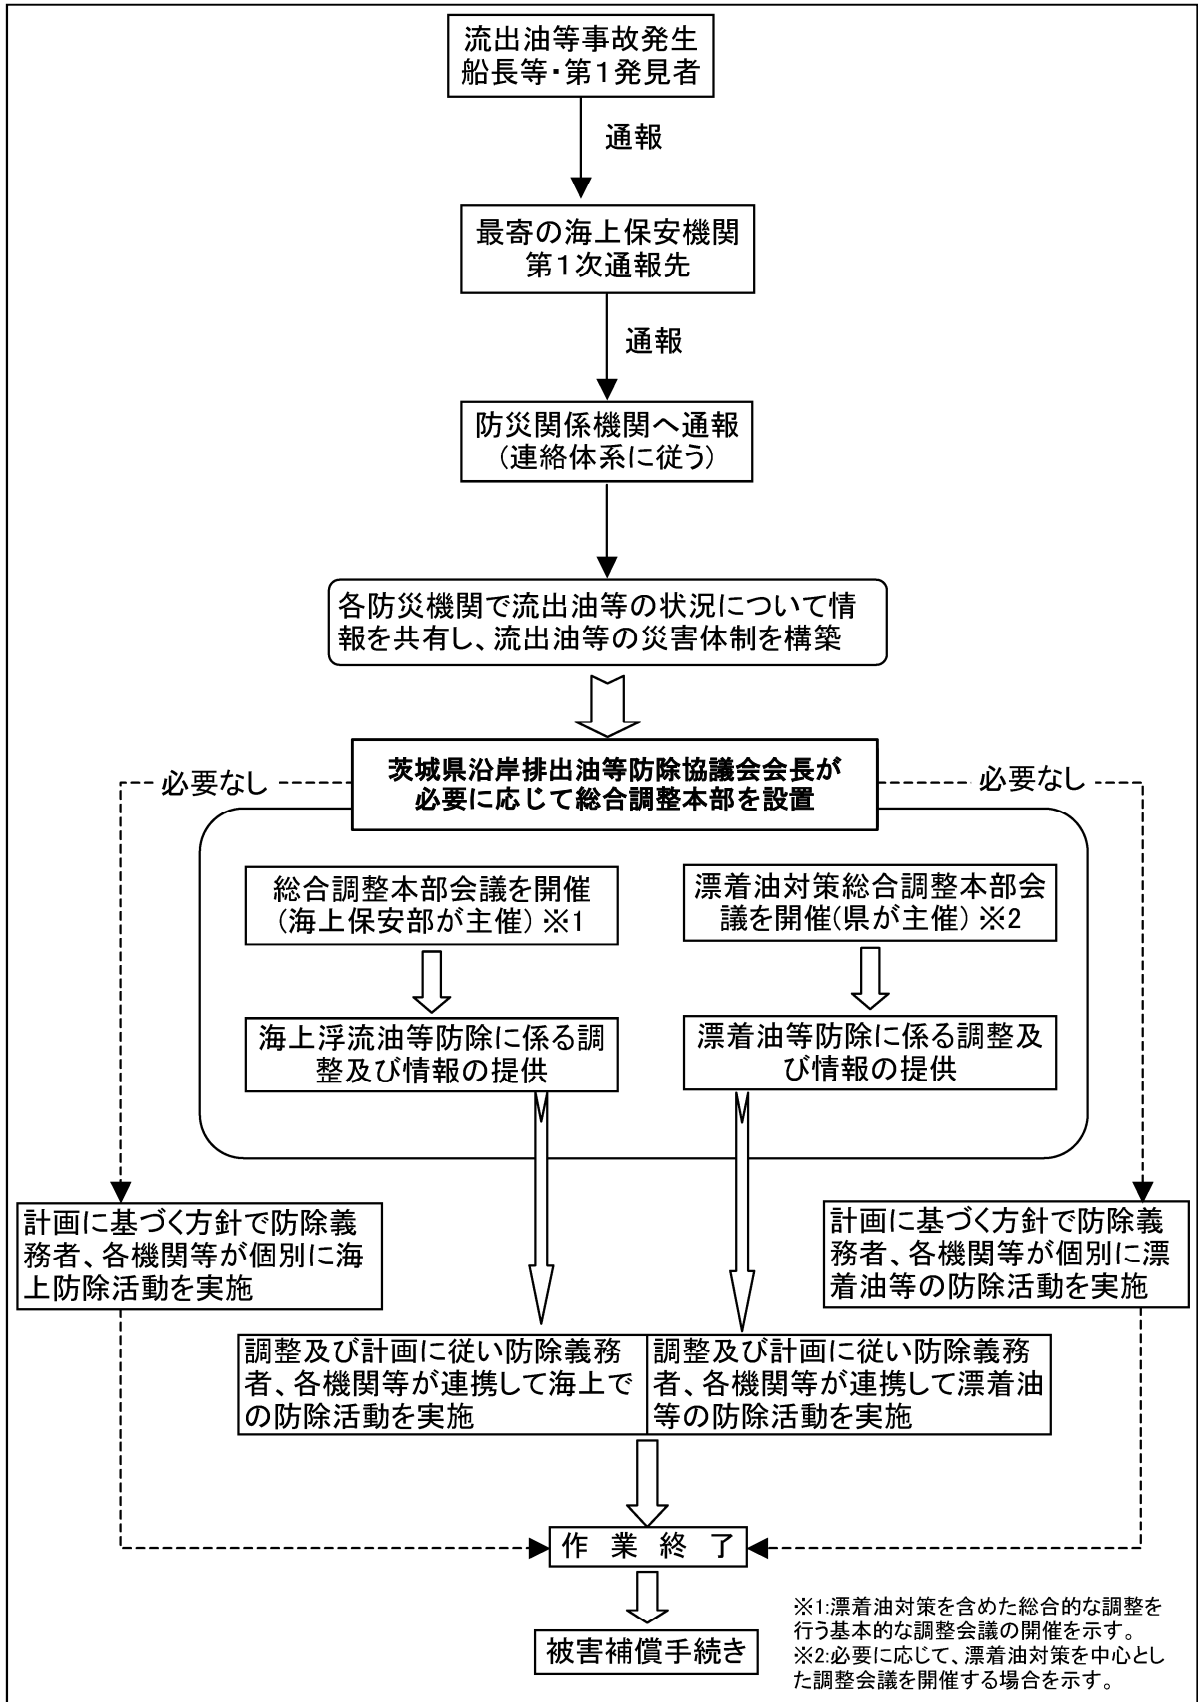 流出油等事故発生
船長等・第1発見者
通報
最寄の海上保安機関
第1次通報先
通報
防災関係機関へ通報
(連絡体系に従う)
各防災機関で流出油等の状況について情
報を共有し、流出油等の災害体制を構築
茨城県沿岸排出油等防除協議会会長が
必要に応じて総合調整本部を設置
必要なし
必要なし
総合調整本部会議を開催
(海上保安部が主催)※1
漂着油対策総合調整本部会
議を開催(県が主催)※2
海上浮流油等防除に係る調
整及び情報の提供
漂着油等防除に係る調整及
び情報の提供
計画に基づく方針で防除義
務者、各機関等が個別に海
上防除活動を実施
計画に基づく方針で防除義
務者、各機関等が個別に漂
着油等の防除活動を実施
調整及び計画に従い防除義務
者、各機関等が連携して海上で
の防除活動を実施
調整及び計画に従い防除義務
者、各機関等が連携して漂着油
等の防除活動を実施
作 業 終 了
被害補償手続き
※1:漂着油対策を含めた総合的な調整を
行う基本的な調整会議の開催を示す。
※2:必要に応じて、漂着油対策を中心とし
た調整会議を開催する場合を示す。